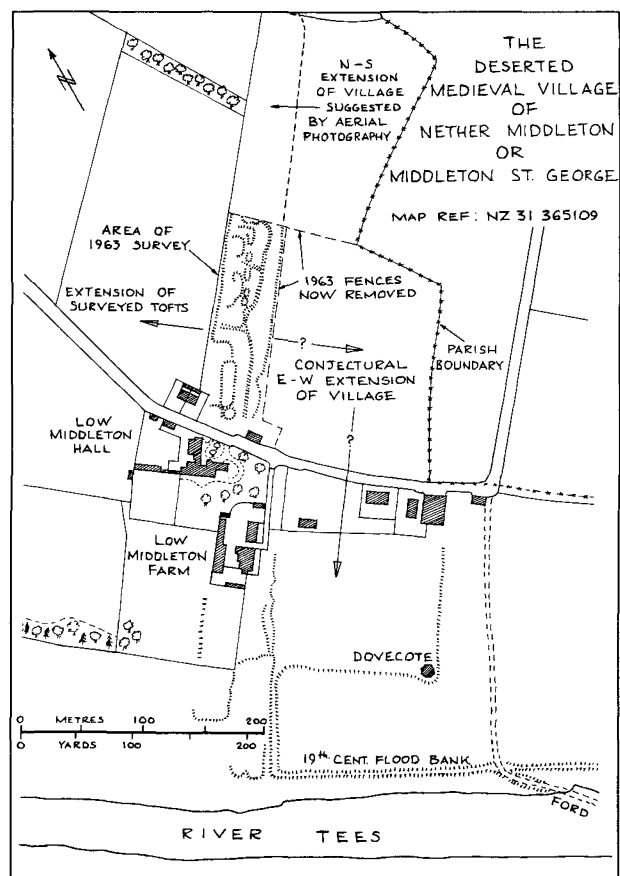 THE
DESERTED
MEDIEVAL VILLAGE
OF
NETHER MIDDLETON
OR
MIDDLETON ST. GEORGE
MAP REF: NZ 31 365109
N
N-S
EXTENSION
OF VILLAGE
SUGGESTED
BY AERIAL
PHOTOGRAPHY
AREA OF
1963 SURVEY
1963 FENCES
NOW REMOVED
EXTENSION OF
SURVEYED TOFTS
?
CONJECTURAL
E-W EXTENSION
OF VILLAGE
?
PARISH
BOUNDARY
LOW
MIDDLETON
HALL
LOW
MIDDLETON
FARM
DOVECOTE
0 METRES 200
0 YARDS 100 200
19th. CENT. FLOOD BANK
FORD
RIVER TEES